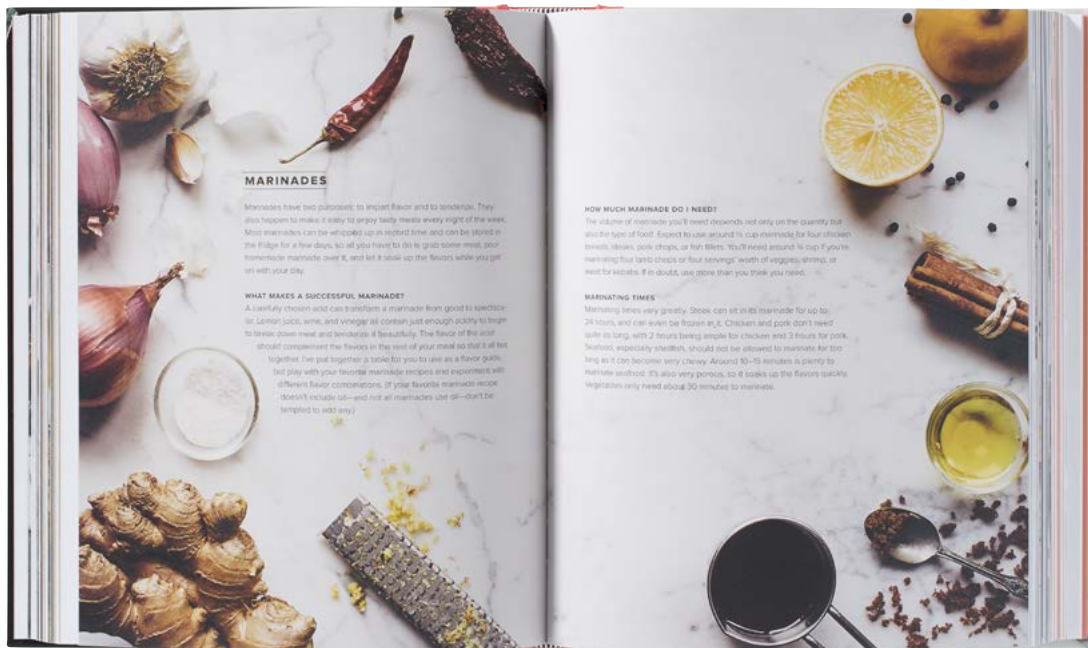 MARINADES
Marinades have two purposes: to impart flavor and to tenderize. They
also happen to make it easy to enjoy tasty meals every night of the week.
Most marinades can be whipped up in record time and can be stored in
the fridge for a few days, so all you have to do is grab some meat, pour
homemade marinade over it, and let it soak up the flavors while you get
on with your day.
WHAT MAKES A SUCCESSFUL MARINADE?
A carefully chosen acid can transform a marinade from good to spectacu-
lar. Lemon juice, wine, and vinegar all contain just enough acidity to begin
to break down meat and tenderize it beautifully. The flavor of the acid
should complement the flavors in the rest of your meal so that it all ties
together. I've put together a table for you to use as a flavor guide,
but play with your favorite marinade recipes and experiment with
different flavor combinations. (If your favorite marinade recipe
doesn't include oil—and not all marinades use oil—don't be
tempted to add any.)
HOW MUCH MARINADE DO I NEED?
The volume of marinade you'll need depends not only on the quantity but
also the type of food. Expect to use around ½ cup marinade for four chicken
breasts, steaks, pork chops, or fish fillets. You'll need around cup if you're
marinating four lamb chops or four servings' worth of veggies, shrimp, or
meat for kebabs. If in doubt, use more than you think you need.
MARINATING TIMES
Marinating times vary greatly. Steak can sit in its marinade for up to
24 hours, and can even be frozen in it. Chicken and pork don't need
quite as long, with 2 hours being ample for chicken and 3 hours for pork.
Seafood, especially shellfish, should not be allowed to marinate for too
long as it can become very chewy. Around 10–15 minutes is plenty to
marinate seafood. It's also very porous, so it soaks up the flavors quickly.
Vegetables only need about 30 minutes to marinate.